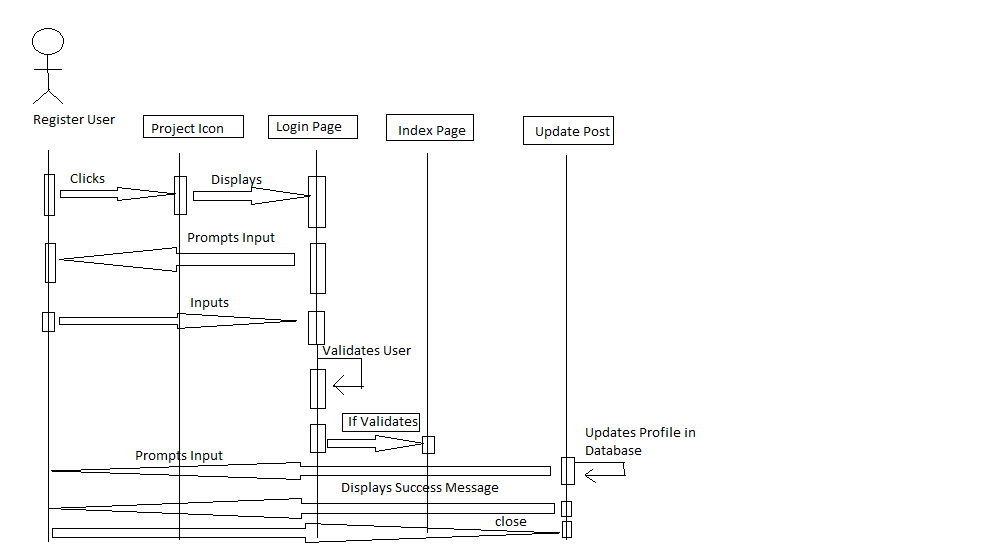 Register User
Project Icon
Login Page
Index Page
Update Post
Clicks
Displays
Prompts Input
Inputs
Validates User
If Validates
Updates Profile in
Database
Prompts Input
Displays Success Message
close